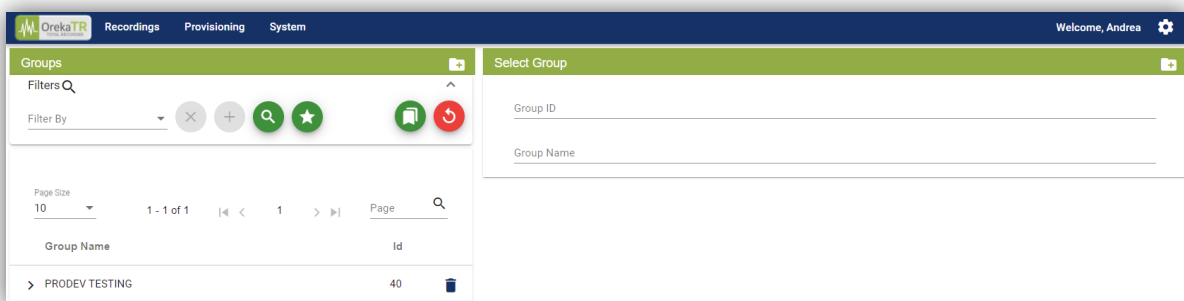 OrekaTR
TOTAL RECORDER
Recordings
Provisioning
System
Welcome, Andrea
Groups
Filters
Filter By
Page Size
10
1 - 1 of 1
1
Page
Group Name
Id
PRODEV TESTING
40
Select Group
Group ID
Group Name